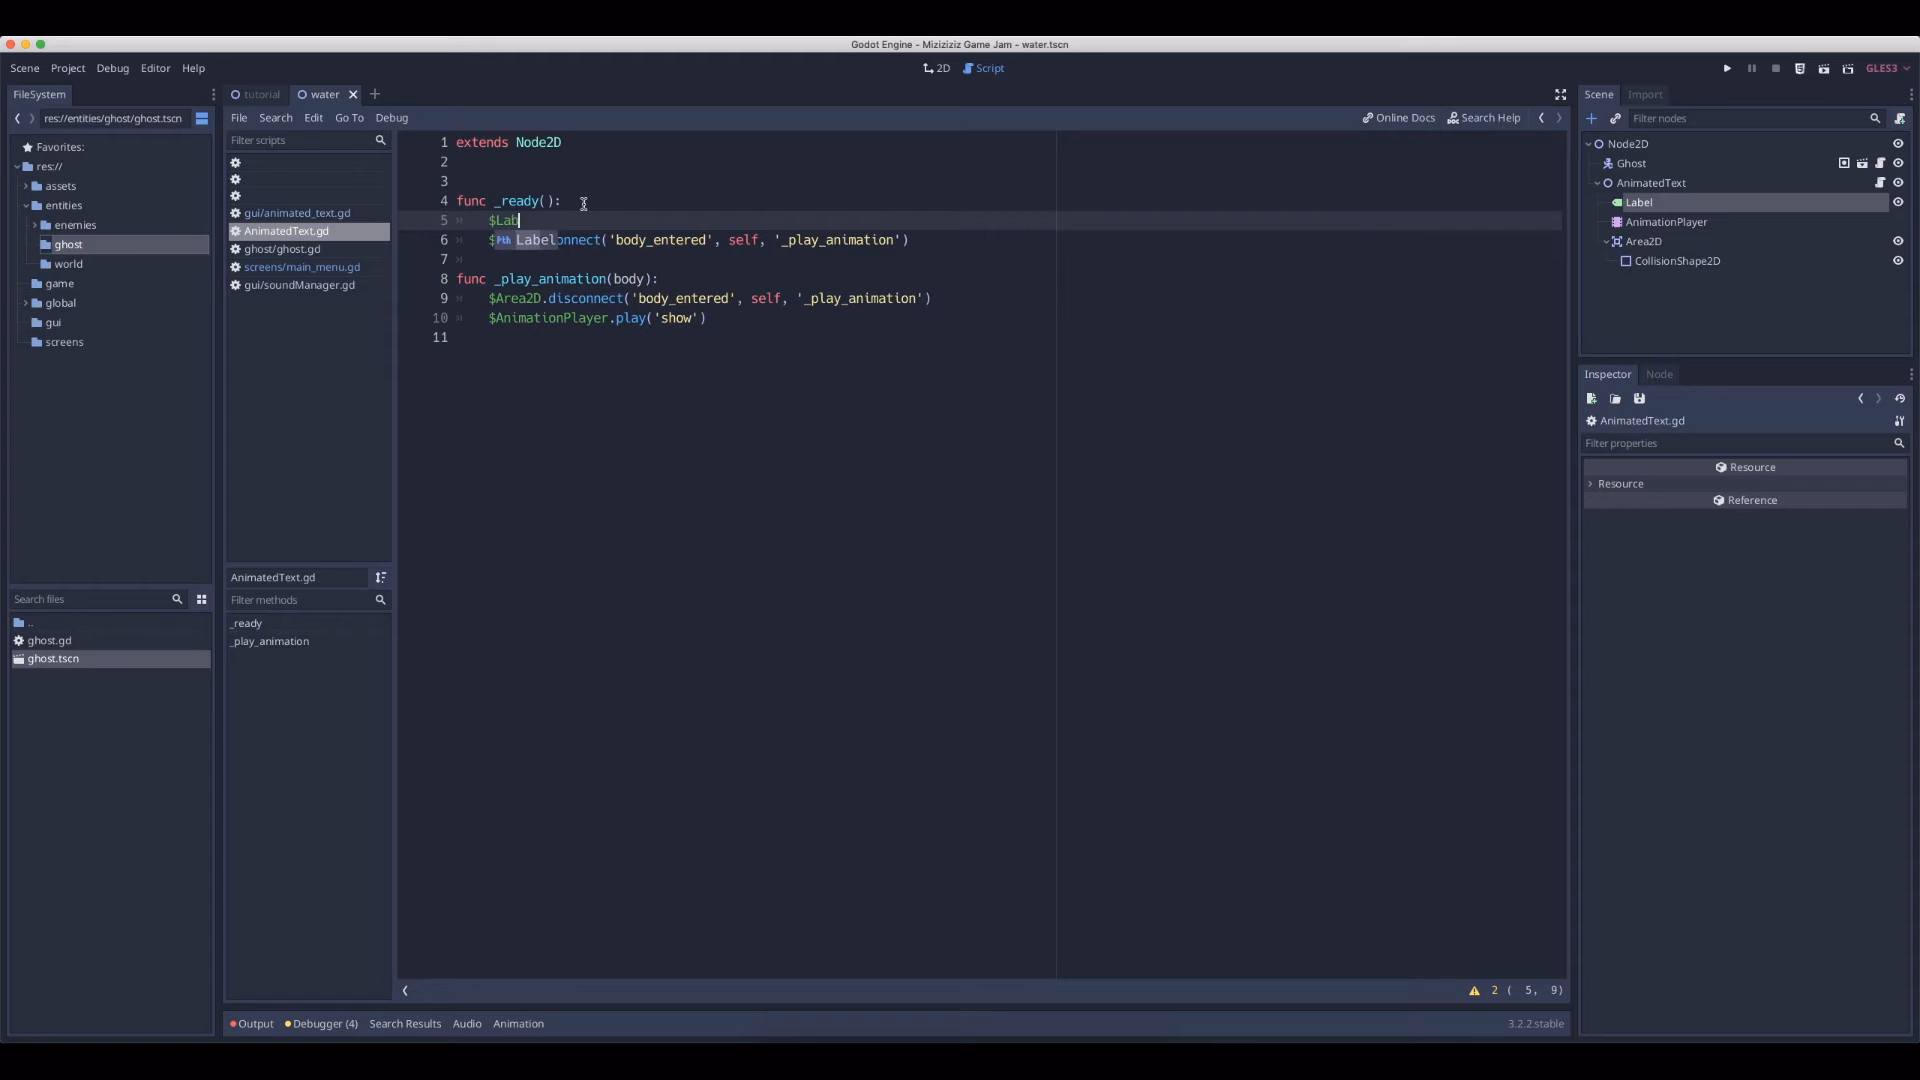 Godot Engine - Miziziziz Game Jam - water.tscn
Scene Project Debug Editor Help
2D Script
GLES3
FileSystem
res://entities/ghost/ghost.tscn
Favorites:
res://
assets
entities
enemies
ghost
world
game
global
gui
screens
Search files
..
ghost.gd
ghost.tscn
tutorial
water
File Search Edit Go To Debug
Online Docs
Search Help
Filter scripts
gui/animated_text.gd
AnimatedText.gd
ghost/ghost.gd
screens/main_menu.gd
gui/soundManager.gd
AnimatedText.gd
Filter methods
_ready
_play_animation
1 extends Node2D
2
3
4 func _ready():
5 $Lab
6 $ Label onnect('body_entered', self, '_play_animation')
7
8 func _play_animation(body):
9 $Area2D.disconnect('body_entered', self, '_play_animation')
10 $AnimationPlayer.play('show')
11
2 ( 5, 9)
Output Debugger (4) Search Results Audio Animation
3.2.2.stable
Scene Import
Filter nodes
Node2D
Ghost
AnimatedText
Label
AnimationPlayer
Area2D
CollisionShape2D
Inspector Node
AnimatedText.gd
Filter properties
Resource
Resource
Reference